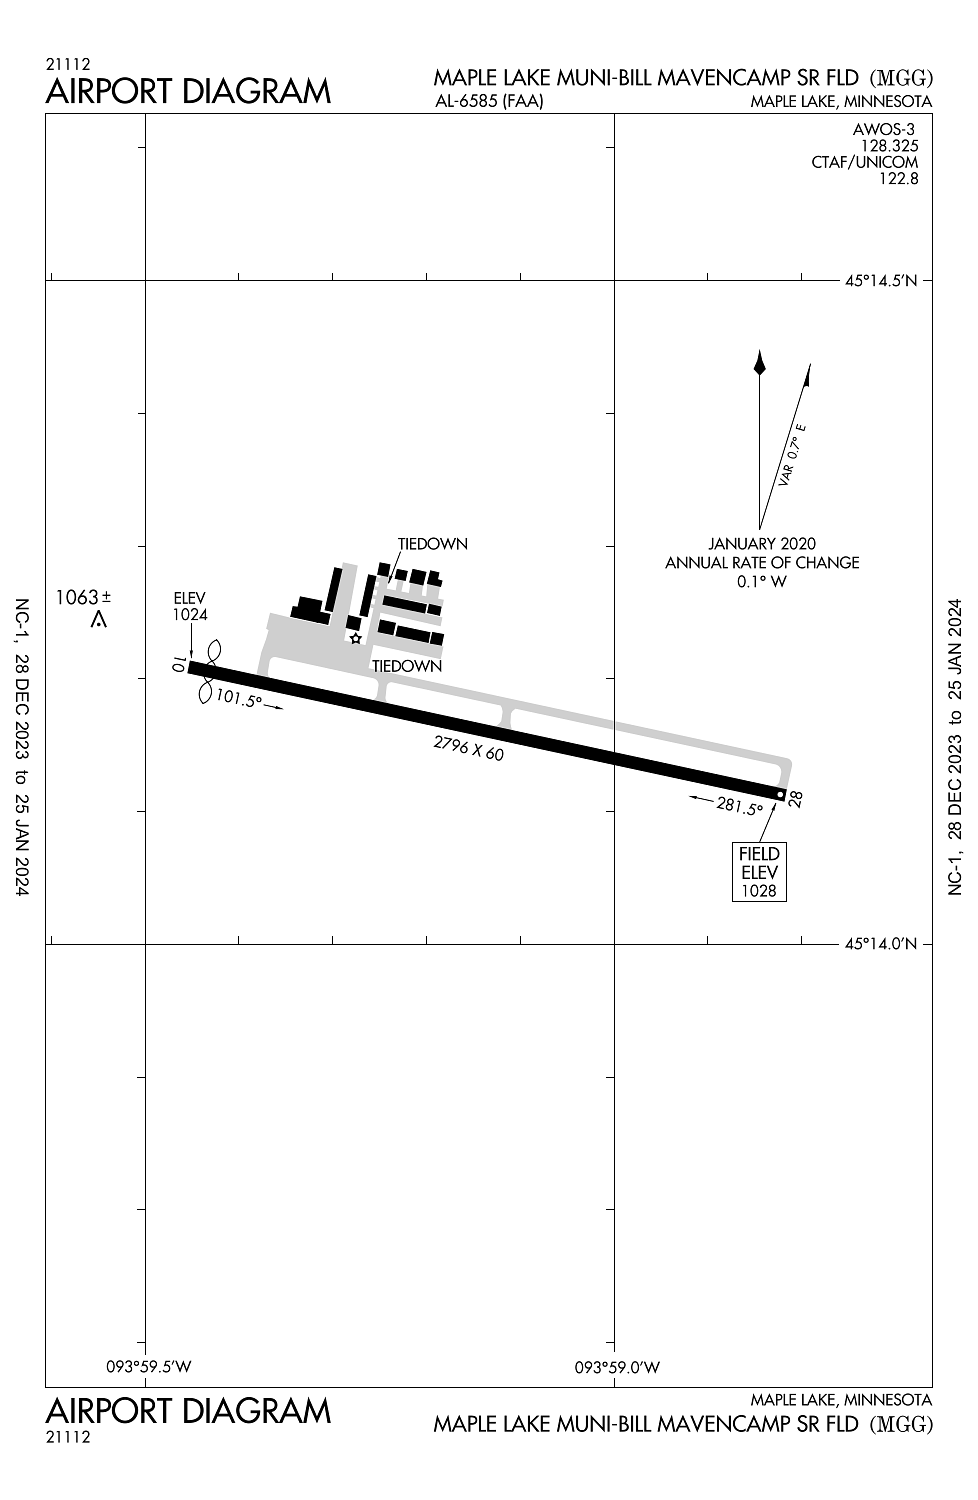 21112
AIRPORT DIAGRAM
MAPLE LAKE MUNI-BILL MAVENCAMP SR FLD (MGG)
AL-6585 (FAA)
MAPLE LAKE, MINNESOTA
AWOS-3
128.325
CTAF/UNICOM
122.8
45°14.5'N
VAR 0.7° E
JANUARY 2020
ANNUAL RATE OF CHANGE
0.1° W
TIEDOWN
1063±
ELEV
1024
TIEDOWN
10
101.5°
2796 X 60
281.5°
28
FIELD
ELEV
1028
45°14.0'N
NC-1, 28 DEC 2023 to 25 JAN 2024
NC-1, 28 DEC 2023 to 25 JAN 2024
093°59.5'W
093°59.0'W
AIRPORT DIAGRAM
21112
MAPLE LAKE, MINNESOTA
MAPLE LAKE MUNI-BILL MAVENCAMP SR FLD (MGG)